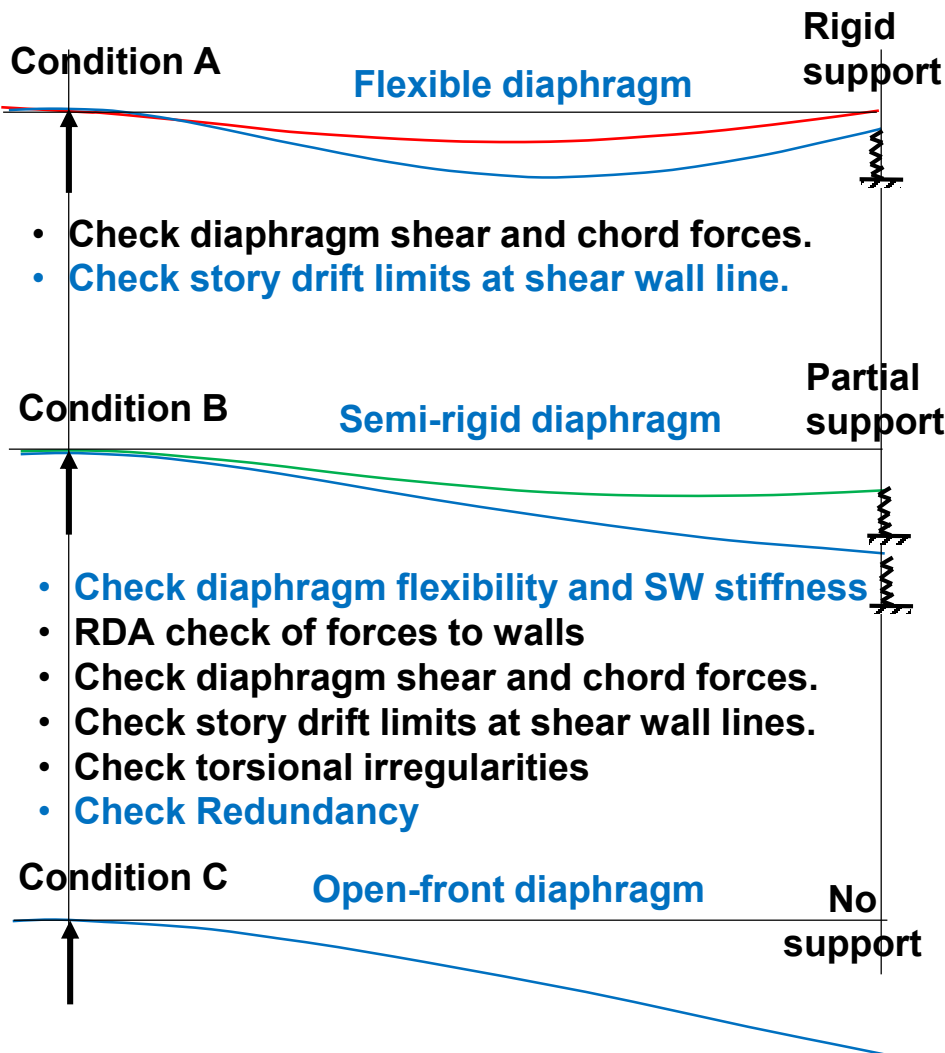 Condition A
Flexible diaphragm
Rigid
support
• Check diaphragm shear and chord forces.
• Check story drift limits at shear wall line.
Condition B
Semi-rigid diaphragm
Partial
support
• Check diaphragm flexibility and SW stiffness
• RDA check of forces to walls
• Check diaphragm shear and chord forces.
• Check story drift limits at shear wall lines.
• Check torsional irregularities
• Check Redundancy
Condition C
Open-front diaphragm
No
support